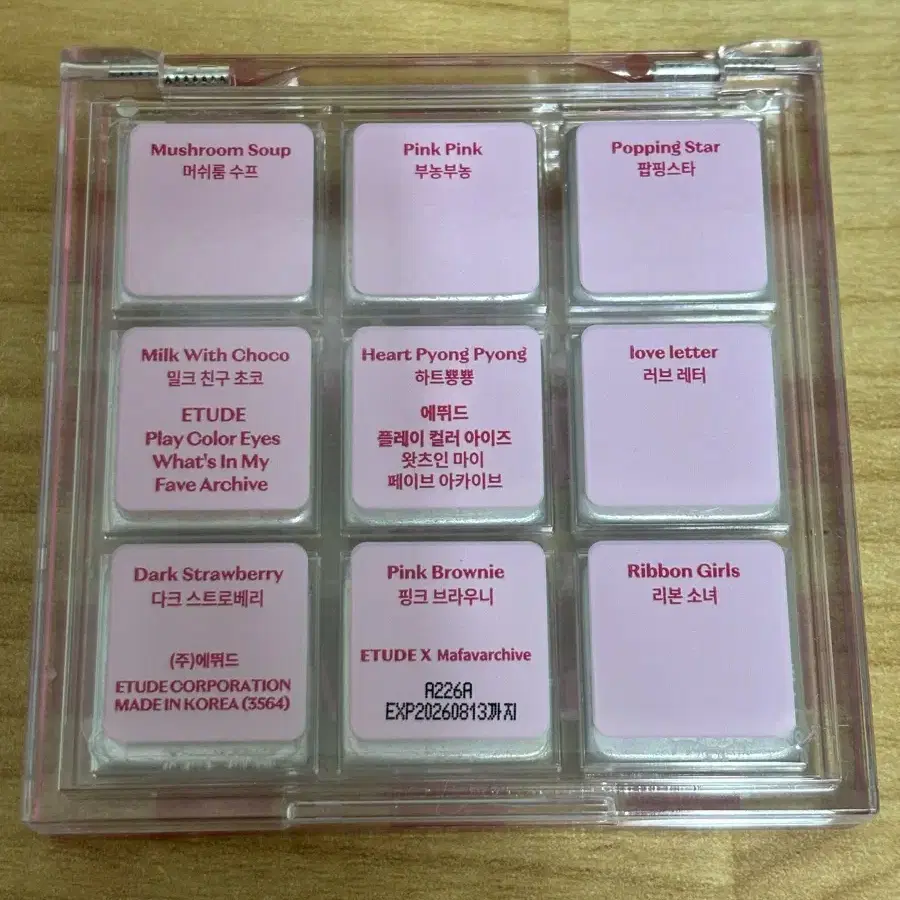 Mushroom Soup
머쉬룸 수프
Pink Pink
부농부농
Popping Star
팝핑스타
Milk With Choco
밀크 친구 초코
ETUDE
Play Color Eyes
What's In My
Fave Archive
Heart Pyong Pyong
하트뿅뿅
에뛰드
플레이 컬러 아이즈
왓츠인 마이
페이브 아카이브
love letter
러브 레터
Dark Strawberry
다크 스트로베리
(주)에뛰드
ETUDE CORPORATION
MADE IN KOREA (3564)
Pink Brownie
핑크 브라우니
ETUDE X Mafavarchive
A226A
EXP20260813까지
Ribbon Girls
리본 소녀